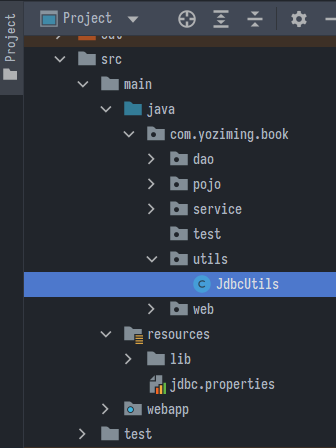 Project
Project
src
main
java
com.yoziming.book
dao
pojo
service
test
utils
C JdbcUtils
web
resources
lib
jdbc.properties
webapp
test